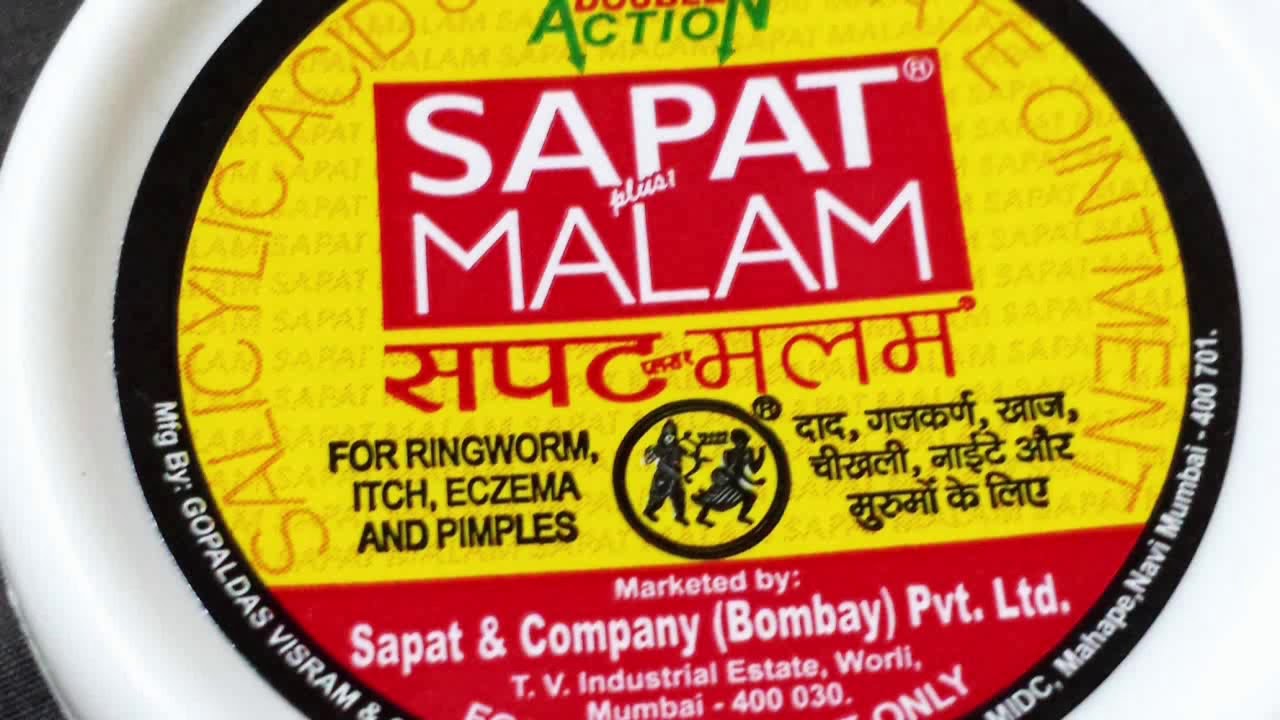 DOUBLE
ACTION
SALICYLIC ACID
OINTMENT
SAPAT®
plus!
MALAM
सपट प्लस! मलम®
FOR RINGWORM,
ITCH, ECZEMA
AND PIMPLES
®
दाद, गजकर्ण, खाज,
चीखली, नाईटे और
मुरुमों के लिए
Marketed by:
Sapat & Company (Bombay) Pvt. Ltd.
T. V. Industrial Estate, Worli,
Mumbai - 400 030.
ONLY
Mfg By: GOPALDAS VISRAM &
MIDC, Mahape, Navi Mumbai - 400 701.